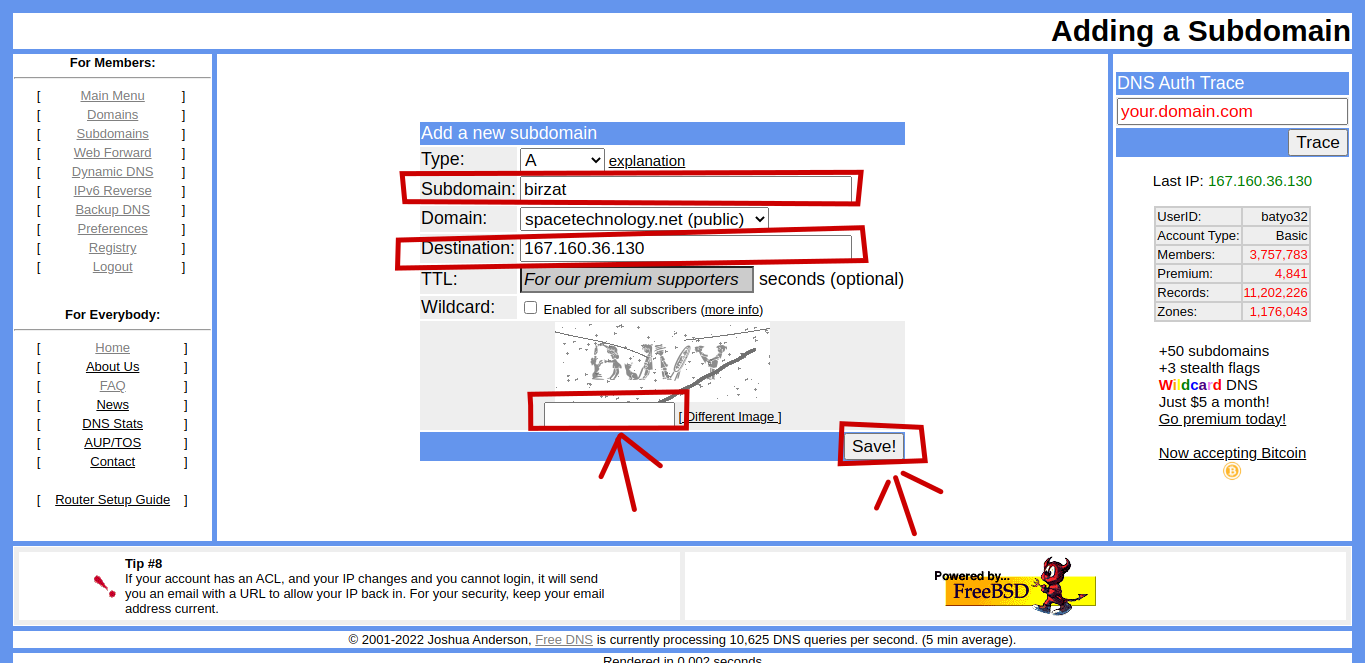 Adding a Subdomain
For Members:
[ Main Menu ]
[ Domains ]
[ Subdomains ]
[ Web Forward ]
[ Dynamic DNS ]
[ IPv6 Reverse ]
[ Backup DNS ]
[ Preferences ]
[ Registry ]
[ Logout ]
For Everybody:
[ Home ]
[ About Us ]
[ FAQ ]
[ News ]
[ DNS Stats ]
[ AUP/TOS ]
[ Contact ]
[ Router Setup Guide ]
Add a new subdomain
Type: A explanation
Subdomain: birzat
Domain: spacetechnology.net (public)
Destination: 167.160.36.130
TTL: For our premium supporters seconds (optional)
Wildcard: Enabled for all subscribers (more info)
[ Different Image ]
Save!
DNS Auth Trace
your.domain.com
Trace
Last IP: 167.160.36.130
UserID: batyo32
Account Type: Basic
Members: 3,757,783
Premium: 4,841
Records: 11,202,226
Zones: 1,176,043
+50 subdomains
+3 stealth flags
Wildcard DNS
Just $5 a month!
Go premium today!
Now accepting Bitcoin
Tip #8
If your account has an ACL, and your IP changes and you cannot login, it will send
you an email with a URL to allow your IP back in. For your security, keep your email
address current.
Powered by...
FreeBSD
© 2001-2022 Joshua Anderson, Free DNS is currently processing 10,625 DNS queries per second. (5 min average).
Rendered in 0.002 seconds